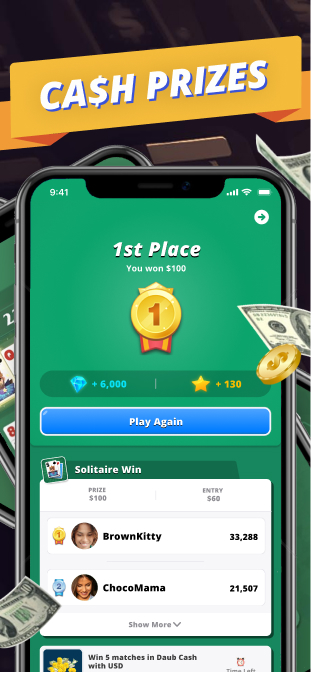 CA$H PRIZES
9:41
1st Place
You won $100
1
+ 6,000
+ 130
Play Again
Solitaire Win
PRIZE
$100
ENTRY
$60
1
BrownKitty
33,288
2
ChocoMama
21,507
Show More
Win 5 matches in Daub Cash
with USD
Time Left